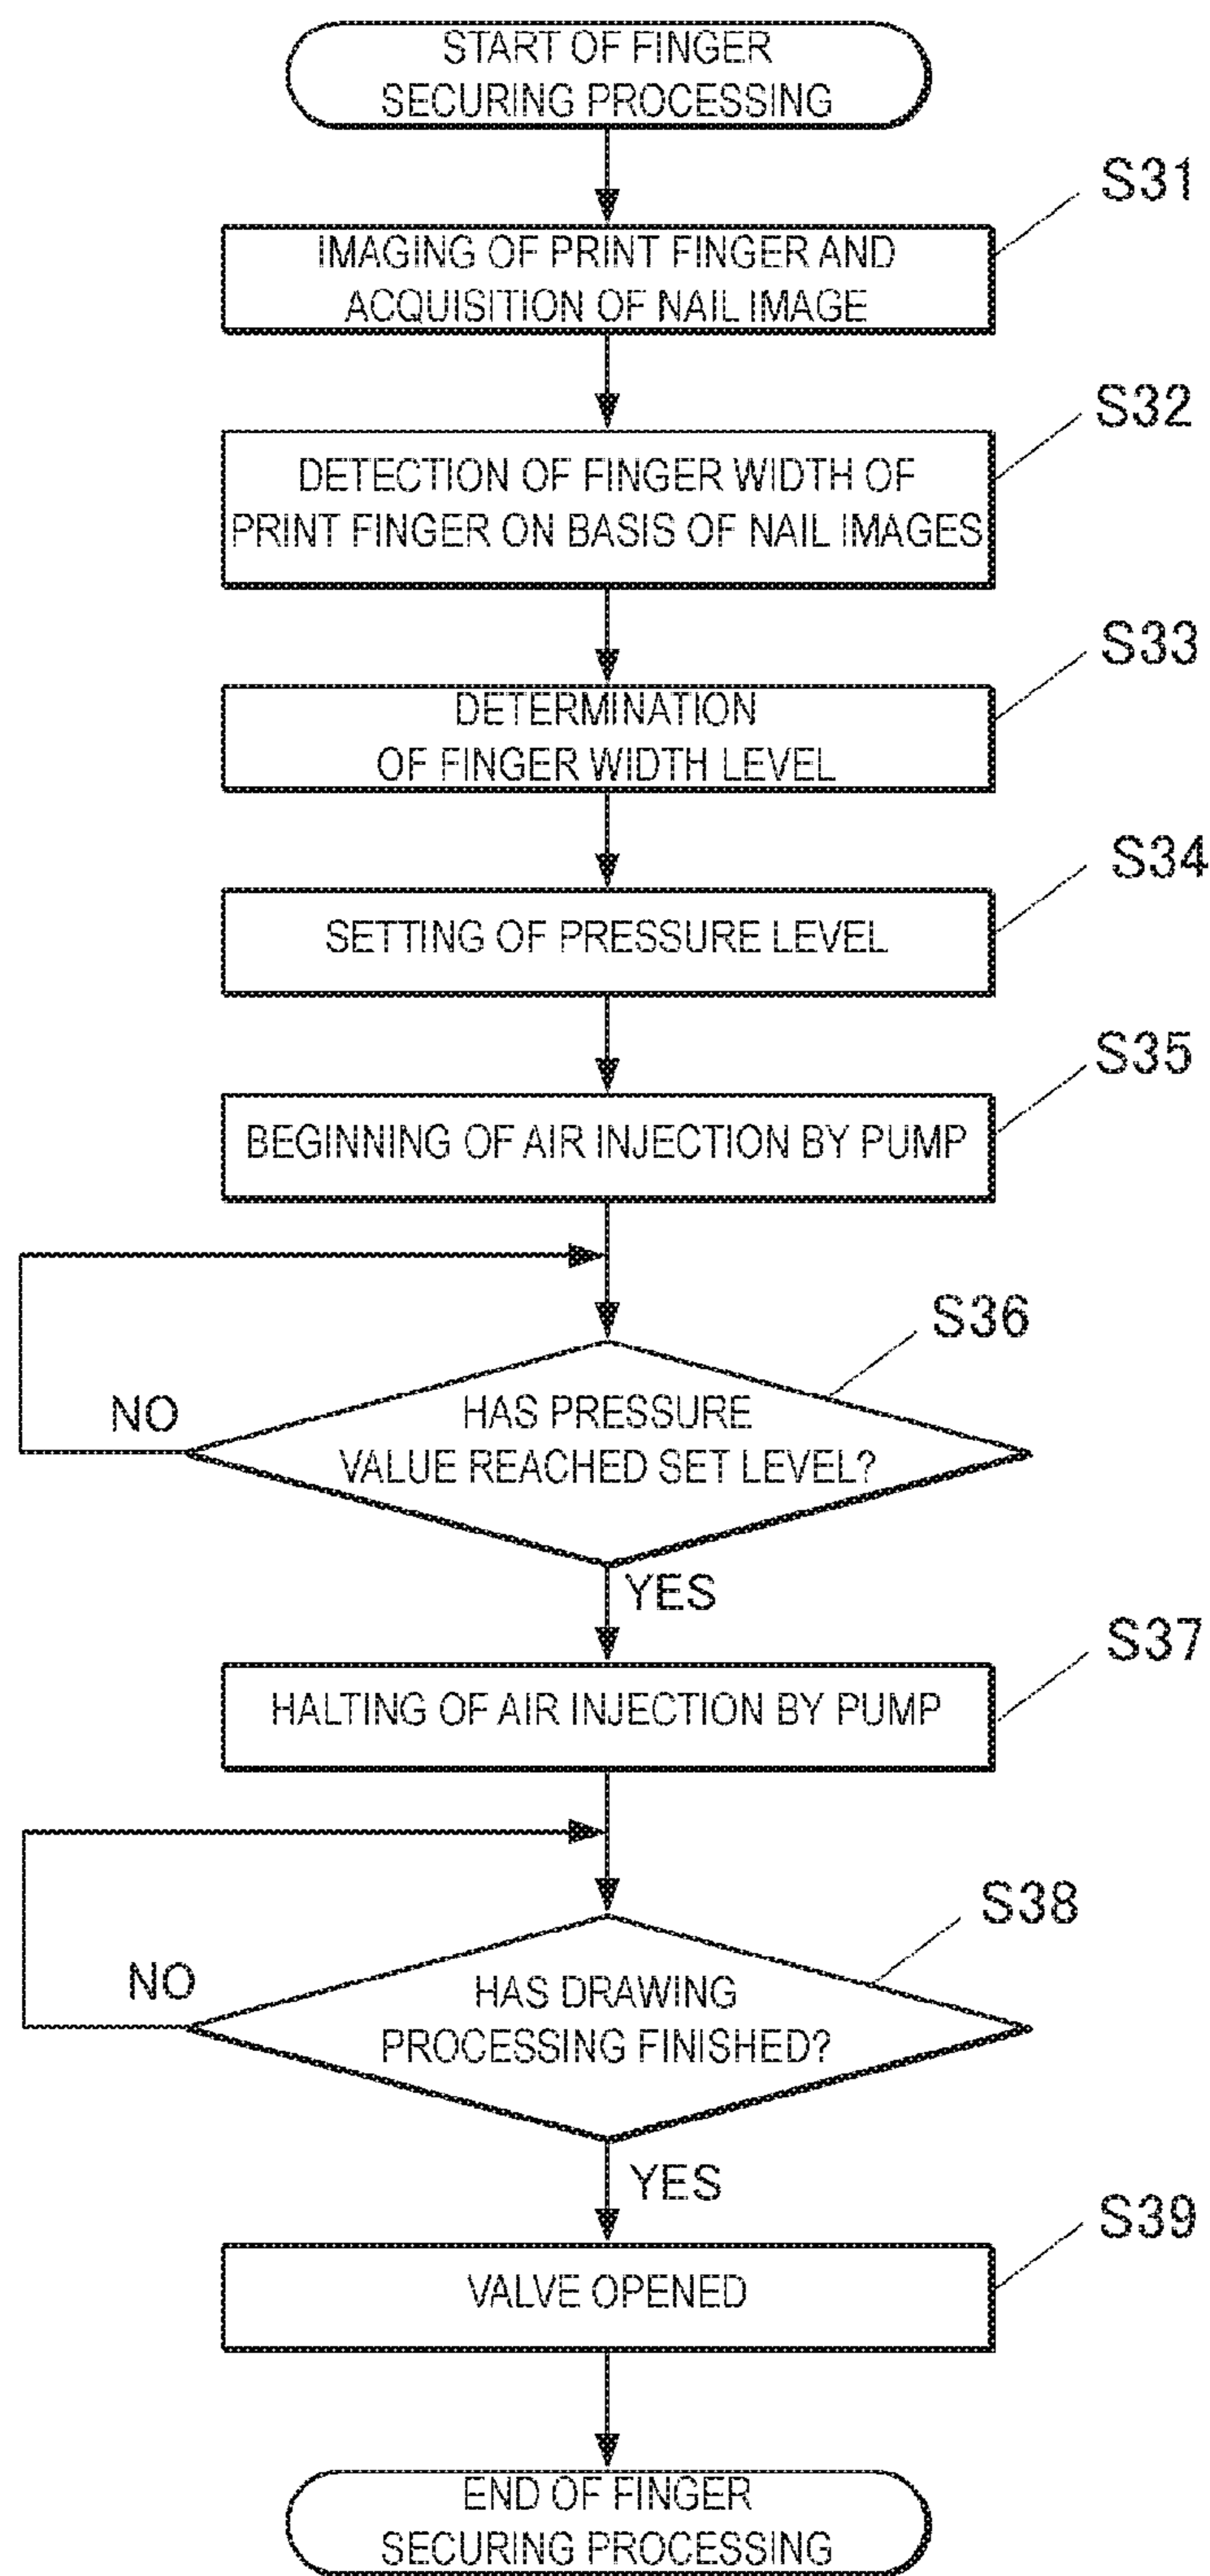 START OF FINGER
SECURING PROCESSING
S31
IMAGING OF PRINT FINGER AND
ACQUISITION OF NAIL IMAGE
S32
DETECTION OF FINGER WIDTH OF
PRINT FINGER ON BASIS OF NAIL IMAGES
S33
DETERMINATION
OF FINGER WIDTH LEVEL
S34
SETTING OF PRESSURE LEVEL
S35
BEGINNING OF AIR INJECTION BY PUMP
S36
HAS PRESSURE
VALUE REACHED SET LEVEL?
NO
YES
S37
HALTING OF AIR INJECTION BY PUMP
S38
HAS DRAWING
PROCESSING FINISHED?
NO
YES
S39
VALVE OPENED
END OF FINGER
SECURING PROCESSING